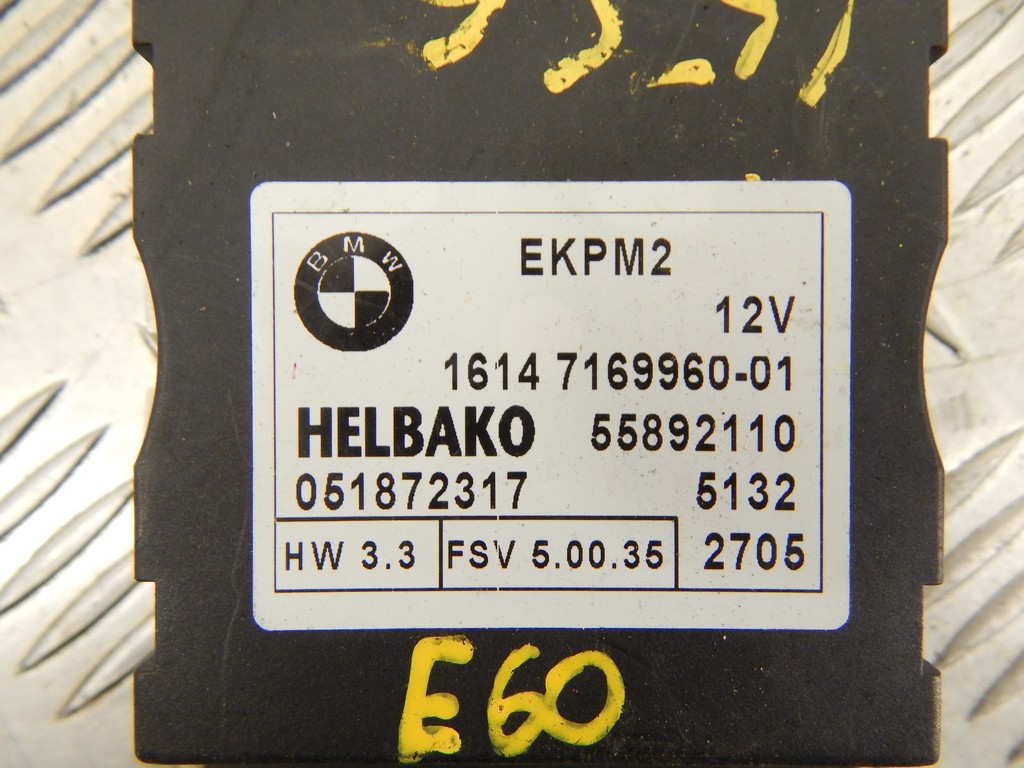 BMW
EKPM2
12V
1614 7169960-01
HELBAKO 55892110
051872317 5132
HW 3.3 FSV 5.00.35 2705
E60